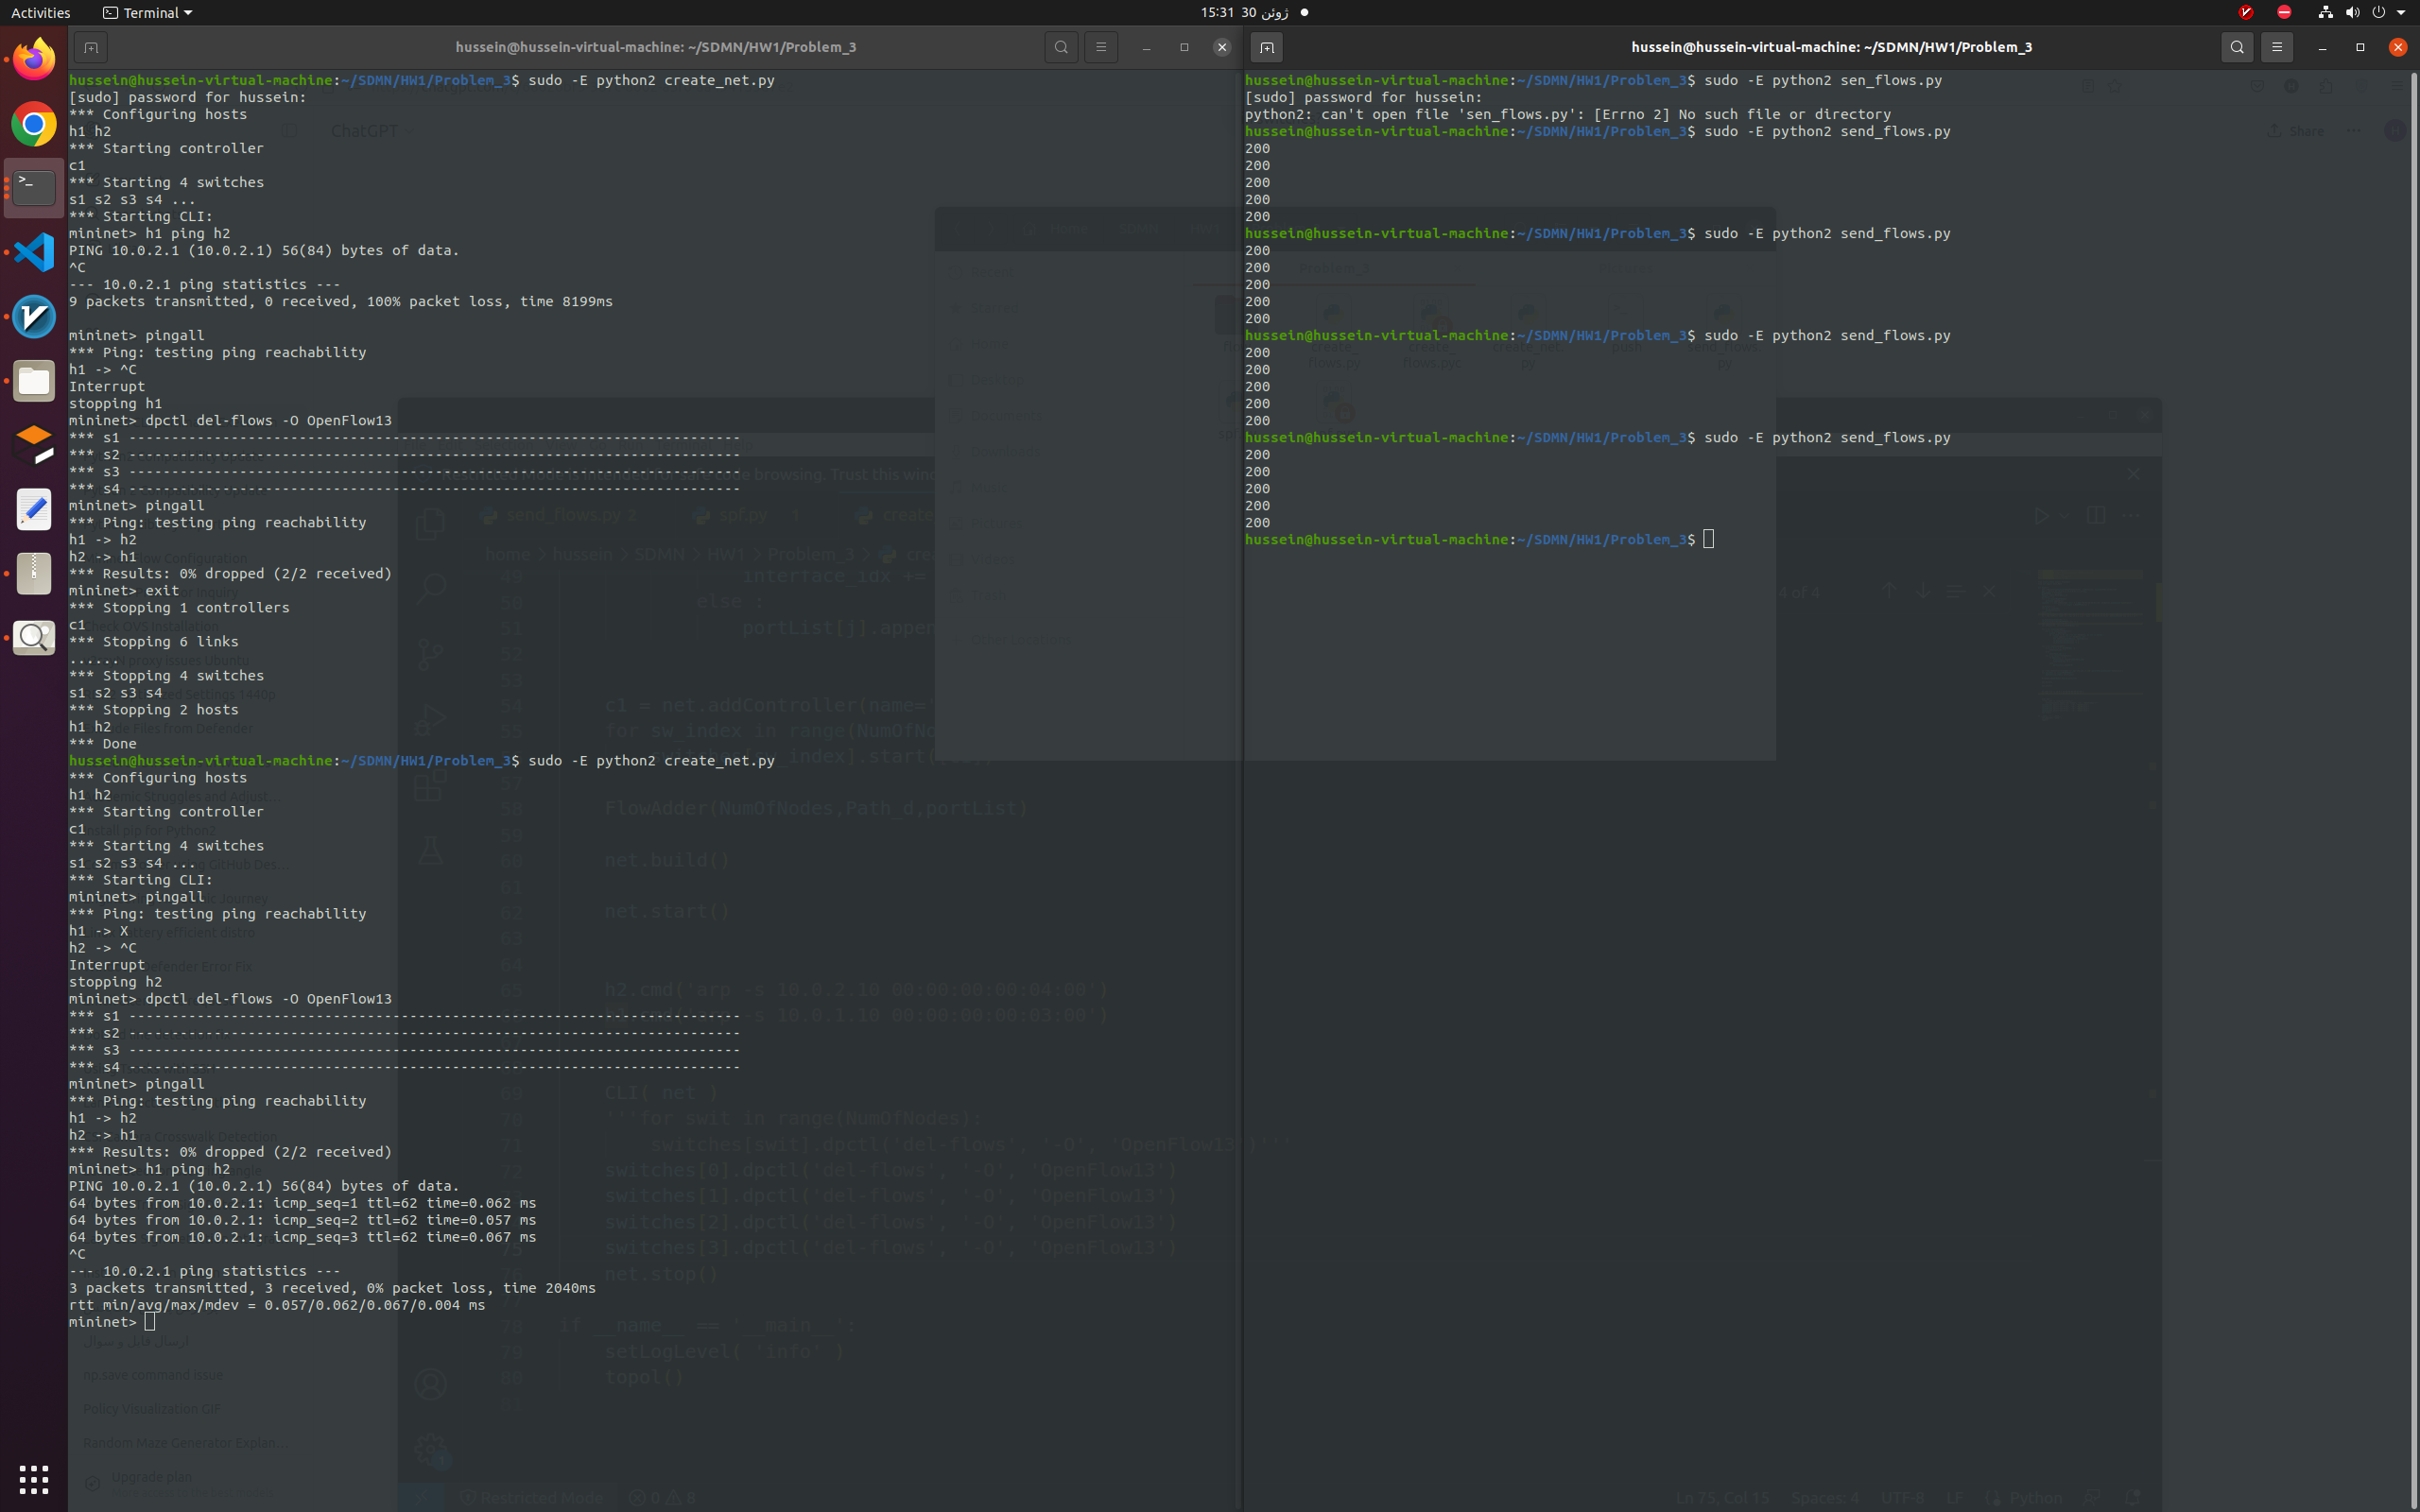 Activities
Terminal
15:31 30 ژوئن
hussein@hussein-virtual-machine: ~/SDMN/HW1/Problem_3
hussein@hussein-virtual-machine:~/SDMN/HW1/Problem_3$ sudo -E python2 create_net.py
[sudo] password for hussein:
*** Configuring hosts
h1 h2
*** Starting controller
c1
*** Starting 4 switches
s1 s2 s3 s4 ...
*** Starting CLI:
mininet> h1 ping h2
PING 10.0.2.1 (10.0.2.1) 56(84) bytes of data.
^C
--- 10.0.2.1 ping statistics ---
9 packets transmitted, 0 received, 100% packet loss, time 8199ms
mininet> pingall
*** Ping: testing ping reachability
h1 -> ^C
Interrupt
stopping h1
mininet> dpctl del-flows -O OpenFlow13
*** s1 ------------------------------------------------------------------------
*** s2 ------------------------------------------------------------------------
*** s3 ------------------------------------------------------------------------
*** s4 ------------------------------------------------------------------------
mininet> pingall
*** Ping: testing ping reachability
h1 -> h2
h2 -> h1
*** Results: 0% dropped (2/2 received)
mininet> exit
*** Stopping 1 controllers
c1
*** Stopping 6 links
......
*** Stopping 4 switches
s1 s2 s3 s4
*** Stopping 2 hosts
h1 h2
*** Done
hussein@hussein-virtual-machine:~/SDMN/HW1/Problem_3$ sudo -E python2 create_net.py
*** Configuring hosts
h1 h2
*** Starting controller
c1
*** Starting 4 switches
s1 s2 s3 s4 ...
*** Starting CLI:
mininet> pingall
*** Ping: testing ping reachability
h1 -> X
h2 -> ^C
Interrupt
stopping h2
mininet> dpctl del-flows -O OpenFlow13
*** s1 ------------------------------------------------------------------------
*** s2 ------------------------------------------------------------------------
*** s3 ------------------------------------------------------------------------
*** s4 ------------------------------------------------------------------------
mininet> pingall
*** Ping: testing ping reachability
h1 -> h2
h2 -> h1
*** Results: 0% dropped (2/2 received)
mininet> h1 ping h2
PING 10.0.2.1 (10.0.2.1) 56(84) bytes of data.
64 bytes from 10.0.2.1: icmp_seq=1 ttl=62 time=0.062 ms
64 bytes from 10.0.2.1: icmp_seq=2 ttl=62 time=0.057 ms
64 bytes from 10.0.2.1: icmp_seq=3 ttl=62 time=0.067 ms
^C
--- 10.0.2.1 ping statistics ---
3 packets transmitted, 3 received, 0% packet loss, time 2040ms
rtt min/avg/max/mdev = 0.057/0.062/0.067/0.004 ms
mininet>
hussein@hussein-virtual-machine: ~/SDMN/HW1/Problem_3
hussein@hussein-virtual-machine:~/SDMN/HW1/Problem_3$ sudo -E python2 sen_flows.py
[sudo] password for hussein:
python2: can't open file 'sen_flows.py': [Errno 2] No such file or directory
hussein@hussein-virtual-machine:~/SDMN/HW1/Problem_3$ sudo -E python2 send_flows.py
200
200
200
200
200
hussein@hussein-virtual-machine:~/SDMN/HW1/Problem_3$ sudo -E python2 send_flows.py
200
200
200
200
200
hussein@hussein-virtual-machine:~/SDMN/HW1/Problem_3$ sudo -E python2 send_flows.py
200
200
200
200
200
hussein@hussein-virtual-machine:~/SDMN/HW1/Problem_3$ sudo -E python2 send_flows.py
200
200
200
200
200
hussein@hussein-virtual-machine:~/SDMN/HW1/Problem_3$